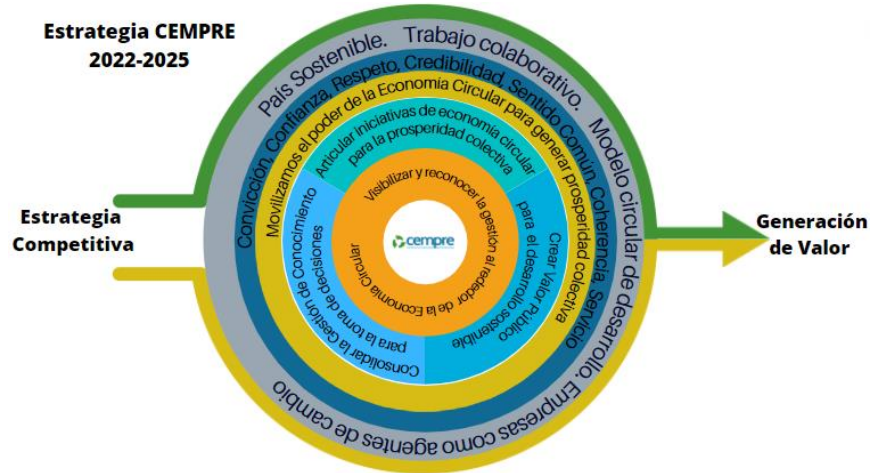 Estrategia CEMPRE
2022-2025
Estrategia
Competitiva
Generación
de Valor
País Sostenible. Trabajo colaborativo. Modelo circular de desarrollo. Empresas como agentes de cambio
Convicción, Confianza, Respeto, Credibilidad, Sentido Común, Coherencia, Servicio
Movilizamos el poder de la Economía Circular para generar prosperidad colectiva
Articular iniciativas de economía circular
para la prosperidad colectiva
Crear Valor Público
para el desarrollo sostenible
Consolidar la Gestión de Conocimiento
para la toma de decisiones
Visibilizar y reconocer la gestión al rededor de la Economía Circular
cempre